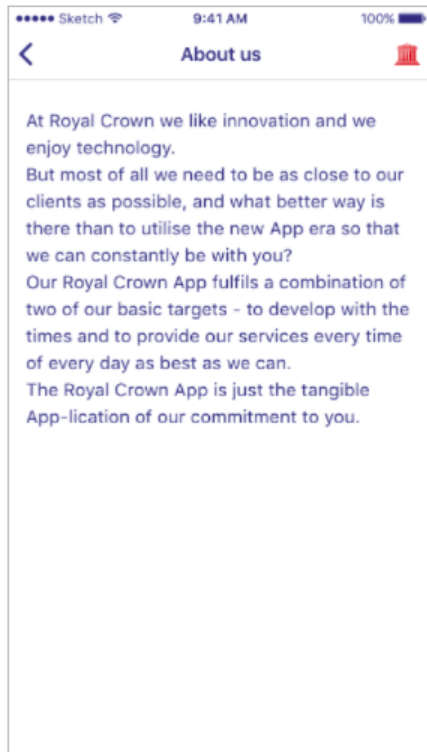 Sketch 9:41 AM 100%
About us
At Royal Crown we like innovation and we
enjoy technology.
But most of all we need to be as close to our
clients as possible, and what better way is
there than to utilise the new App era so that
we can constantly be with you?
Our Royal Crown App fulfils a combination of
two of our basic targets - to develop with the
times and to provide our services every time
of every day as best as we can.
The Royal Crown App is just the tangible
App-lication of our commitment to you.